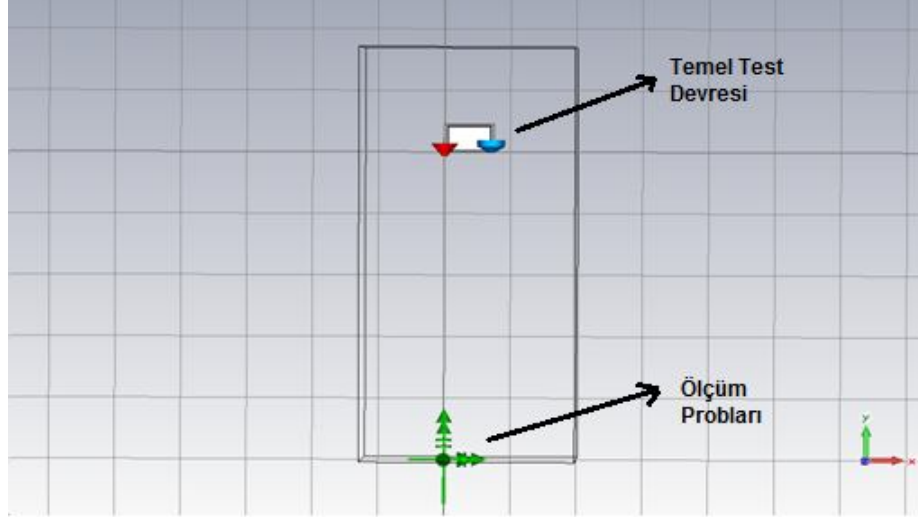 Temel Test
Devresi
Ölçüm
Probları
y
x